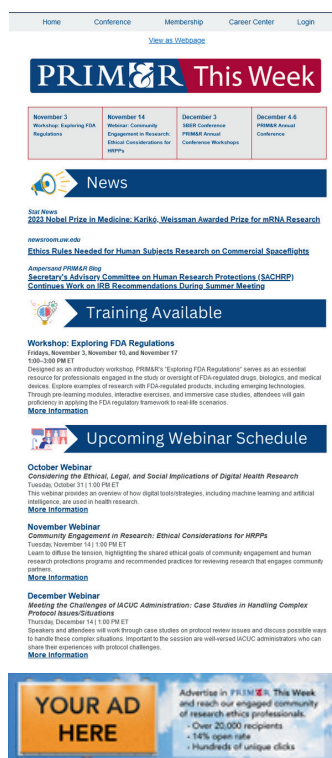 Home Conference Membership Career Center Login
View as Webpage
PRIM&R This Week
November 3
Workshop: Exploring FDA
Regulations
November 14
Webinar: Community
Engagement in Research:
Ethical Considerations for
HRPPs
December 3
SBER Conference
PRIM&R Annual
Conference Workshops
December 4-6
PRIM&R Annual
Conference
News
Stat News
2023 Nobel Prize in Medicine: Karikó, Weissman Awarded Prize for mRNA Research
newsroom.uw.edu
Ethics Rules Needed for Human Subjects Research on Commercial Spaceflights
Ampersand PRIM&R Blog
Secretary's Advisory Committee on Human Research Protections (SACHRP)
Continues Work on IRB Recommendations During Summer Meeting
Training Available
Workshop: Exploring FDA Regulations
Fridays, November 3, November 10, and November 17
1:00–3:00 PM ET
Designed as an introductory workshop, PRIM&R's "Exploring FDA Regulations" serves as an essential
resource for professionals engaged in the study or oversight of FDA-regulated drugs, biologics, and medical
devices. Explore examples of research with FDA-regulated products, including emerging technologies.
Through pre-learning modules, interactive exercises, and immersive case studies, attendees will gain
proficiency in applying the FDA regulatory framework to real-life scenarios.
More Information
Upcoming Webinar Schedule
October Webinar
Considering the Ethical, Legal, and Social Implications of Digital Health Research
Tuesday, October 31 | 1:00 PM ET
This webinar provides an overview of how digital tools/strategies, including machine learning and artificial
intelligence, are used in health research.
More Information
November Webinar
Community Engagement in Research: Ethical Considerations for HRPPs
Tuesday, November 14 | 1:00 PM ET
Learn to diffuse the tension, highlighting the shared ethical goals of community engagement and human
research protections programs and recommended practices for reviewing research that engages community
partners.
More Information
December Webinar
Meeting the Challenges of IACUC Administration: Case Studies in Handling Complex
Protocol Issues/Situations
Thursday, December 14 | 1:00 PM ET
Speakers and attendees will work through case studies on protocol review issues and discuss possible ways
to handle these complex situations. Important to the session are well-versed IACUC administrators who can
share their experiences with protocol challenges.
More Information
YOUR AD
HERE
Advertise in PRIM&R This Week
and reach our engaged community
of research ethics professionals.
- Over 20,000 recipients
- 14% open rate
- Hundreds of unique clicks